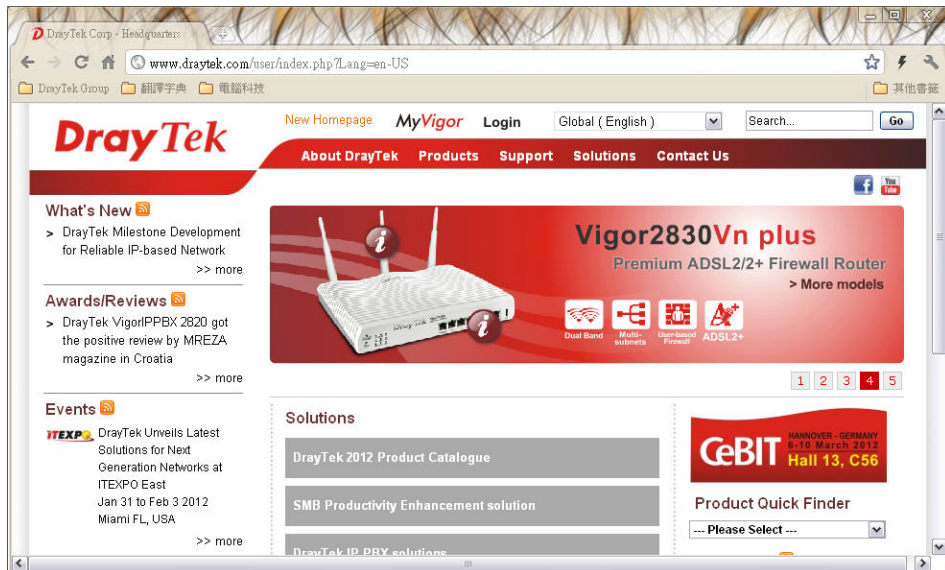 DrayTek Corp - Headquarters
www.draytek.com/user/index.php?Lang=en-US
DrayTek Group
翻譯字典
電腦科技
其他書籤
DrayTek
New Homepage
MyVigor
Login
Global ( English )
Search...
Go
About DrayTek
Products
Support
Solutions
Contact Us
You Tube
What's New
> DrayTek Milestone Development
for Reliable IP-based Network
>> more
Awards/Reviews
> DrayTek VigorIPPBX 2820 got
the positive review by MREZA
magazine in Croatia
>> more
Events
ITEXPO
DrayTek Unveils Latest
Solutions for Next
Generation Networks at
ITEXPO East
Jan 31 to Feb 3 2012
Miami FL, USA
>> more
Vigor2830Vn plus
Premium ADSL2/2+ Firewall Router
> More models
Dual Band
Multi-subnets
User-based Firewall
ADSL2+
1 2 3 4 5
Solutions
DrayTek 2012 Product Catalogue
SMB Productivity Enhancement solution
DrayTek IP PBX solutions
CeBIT
HANNOVER - GERMANY
6-10 March 2012
Hall 13, C56
Product Quick Finder
--- Please Select ---